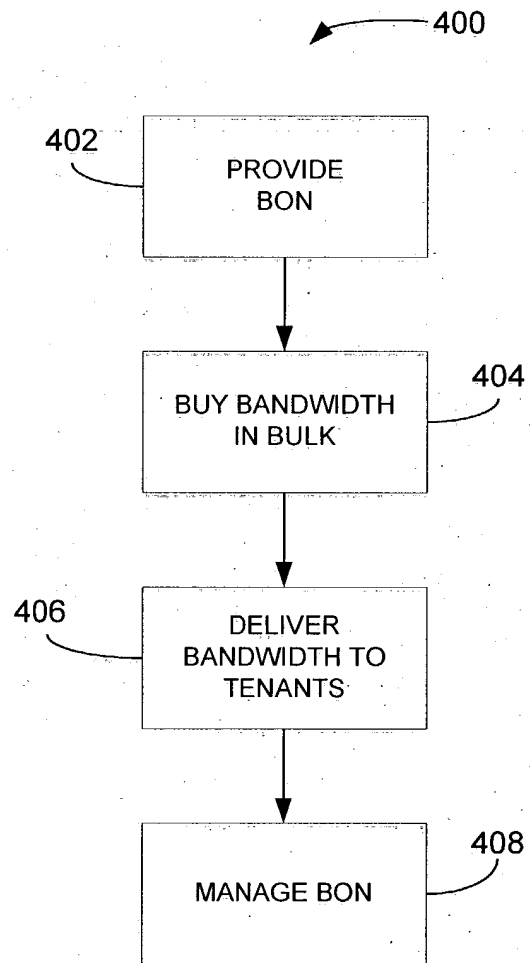 400
402
PROVIDE
BON
404
BUY BANDWIDTH
IN BULK
406
DELIVER
BANDWIDTH TO
TENANTS
408
MANAGE BON